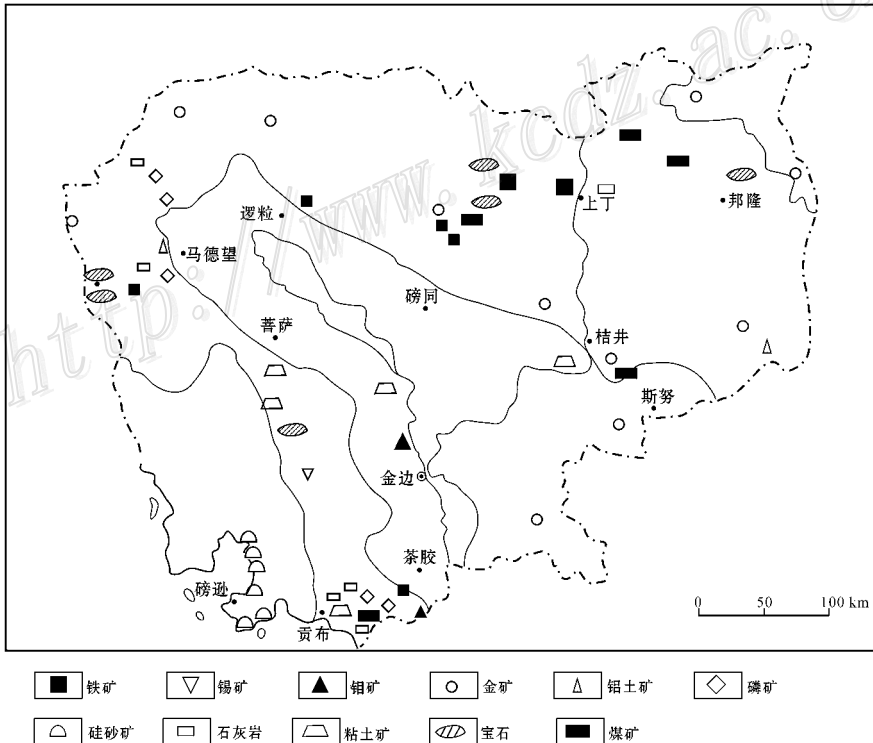 http://www.kcdz.ac.c
暹粒
上丁
邦隆
马德望
磅同
菩萨
桔井
斯努
金边
茶胶
磅逊
贡布
0 50 100 km
铁矿 锡矿 钼矿 金矿 铝土矿 磷矿
硅砂矿 石灰岩 粘土矿 宝石 煤矿